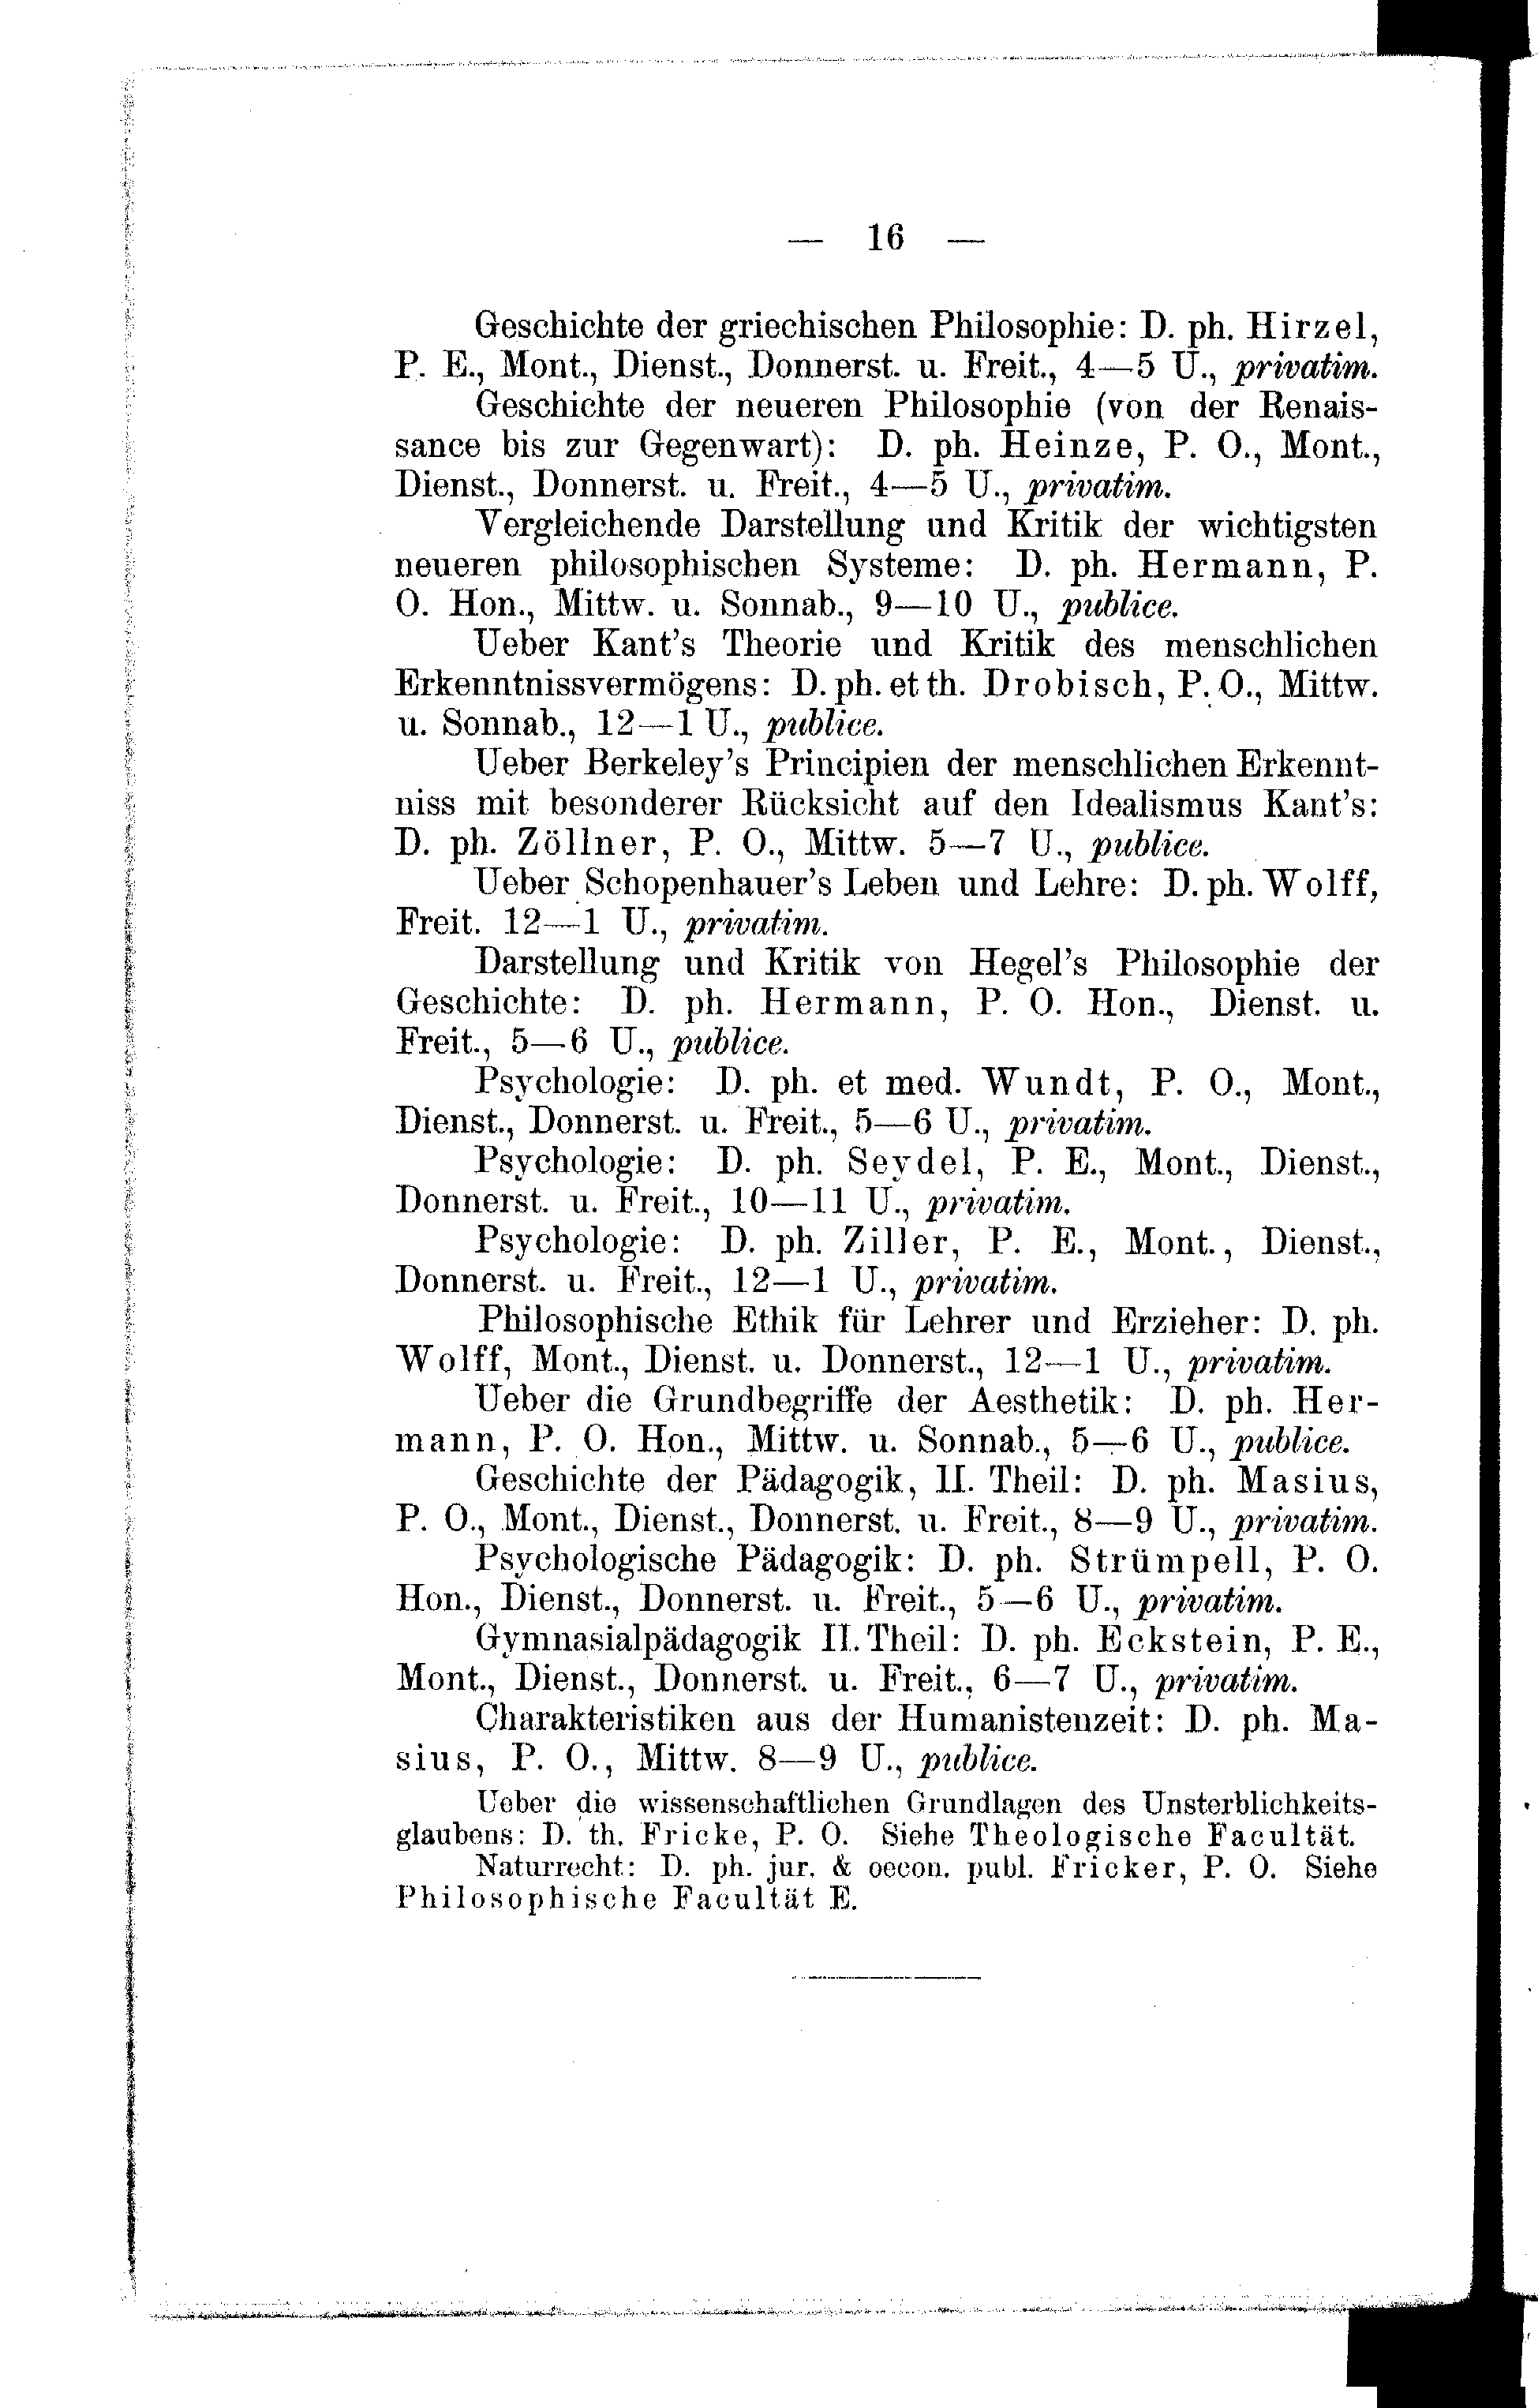 — 16 —
Geschichte der griechischen Philosophie: D. ph. Hirzel,
P. E., Mont., Dienst., Donnerst. u. Freit., 4—5 U., privatim.
Geschichte der neueren Philosophie (von der Renais-
sance bis zur Gegenwart): D. ph. Heinze, P. O., Mont.,
Dienst., Donnerst. u. Freit., 4—5 U., privatim.
Vergleichende Darstellung und Kritik der wichtigsten
neueren philosophischen Systeme: D. ph. Hermann, P.
O. Hon., Mittw. u. Sonnab., 9—10 U., publice.
Ueber Kant's Theorie und Kritik des menschlichen
Erkenntnissvermögens: D. ph. et th. Drobisch, P. O., Mittw.
u. Sonnab., 12—1 U., publice.
Ueber Berkeley's Principien der menschlichen Erkennt-
niss mit besonderer Rücksicht auf den Idealismus Kant's:
D. ph. Zöllner, P. O., Mittw. 5—7 U., publice.
Ueber Schopenhauer's Leben und Lehre: D. ph. Wolff,
Freit. 12—1 U., privatim.
Darstellung und Kritik von Hegel's Philosophie der
Geschichte: D. ph. Hermann, P. O. Hon., Dienst. u.
Freit., 5—6 U., publice.
Psychologie: D. ph. et med. Wundt, P. O., Mont.,
Dienst., Donnerst. u. Freit., 5—6 U., privatim.
Psychologie: D. ph. Seydel, P. E., Mont., Dienst.,
Donnerst. u. Freit., 10—11 U., privatim.
Psychologie: D. ph. Ziller, P. E., Mont., Dienst.,
Donnerst. u. Freit., 12—1 U., privatim.
Philosophische Ethik für Lehrer und Erzieher: D. ph.
Wolff, Mont., Dienst. u. Donnerst., 12—1 U., privatim.
Ueber die Grundbegriffe der Aesthetik: D. ph. Her-
mann, P. O. Hon., Mittw. u. Sonnab., 5—6 U., publice.
Geschichte der Pädagogik, II. Theil: D. ph. Masius,
P. O., Mont., Dienst., Donnerst. u. Freit., 8—9 U., privatim.
Psychologische Pädagogik: D. ph. Strümpell, P. O.
Hon., Dienst., Donnerst. u. Freit., 5—6 U., privatim.
Gymnasialpädagogik II. Theil: D. ph. Eckstein, P. E.,
Mont., Dienst., Donnerst. u. Freit., 6—7 U., privatim.
Charakteristiken aus der Humanistenzeit: D. ph. Ma-
sius, P. O., Mittw. 8—9 U., publice.
Ueber die wissenschaftlichen Grundlagen des Unsterblichkeits-
glaubens: D. th. Fricke, P. O. Siehe Theologische Facultät.
Naturrecht: D. ph. jur. & oecon. publ. Fricker, P. O. Siehe
Philosophische Facultät E.